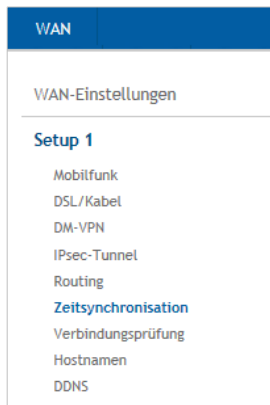 WAN
WAN-Einstellungen
Setup 1
Mobilfunk
DSL/Kabel
DM-VPN
IPsec-Tunnel
Routing
Zeitsynchronisation
Verbindungsprüfung
Hostnamen
DDNS